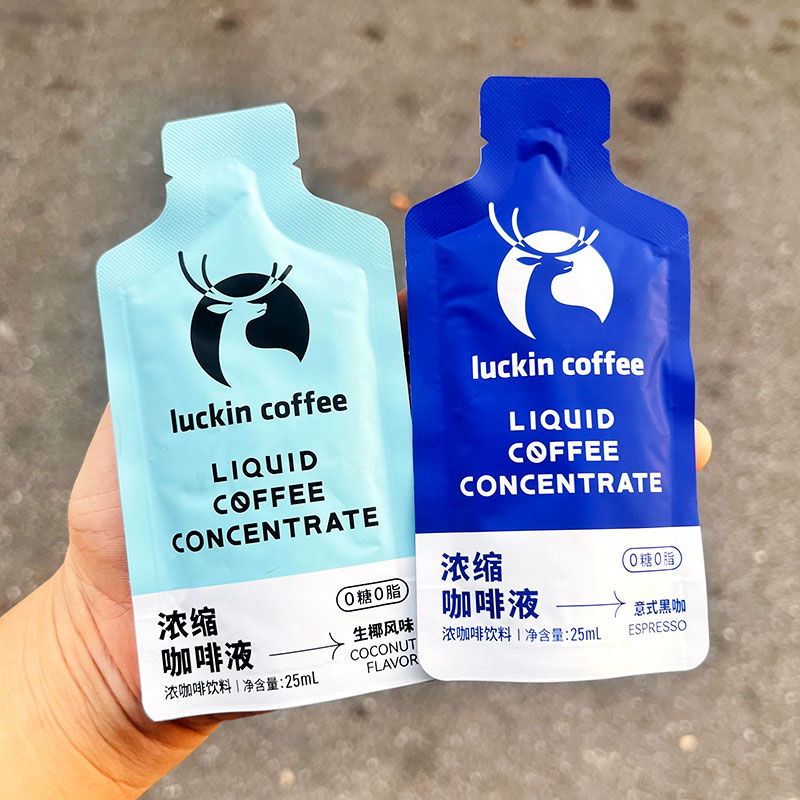 luckin coffee
LIQUID
COFFEE
CONCENTRATE
0糖0脂
浓缩
咖啡液
生椰风味
COCONUT
FLAVOR
浓咖啡饮料 | 净含量:25mL
luckin coffee
LIQUID
COFFEE
CONCENTRATE
0糖0脂
浓缩
咖啡液
意式黑咖
ESPRESSO
浓咖啡饮料 | 净含量:25mL